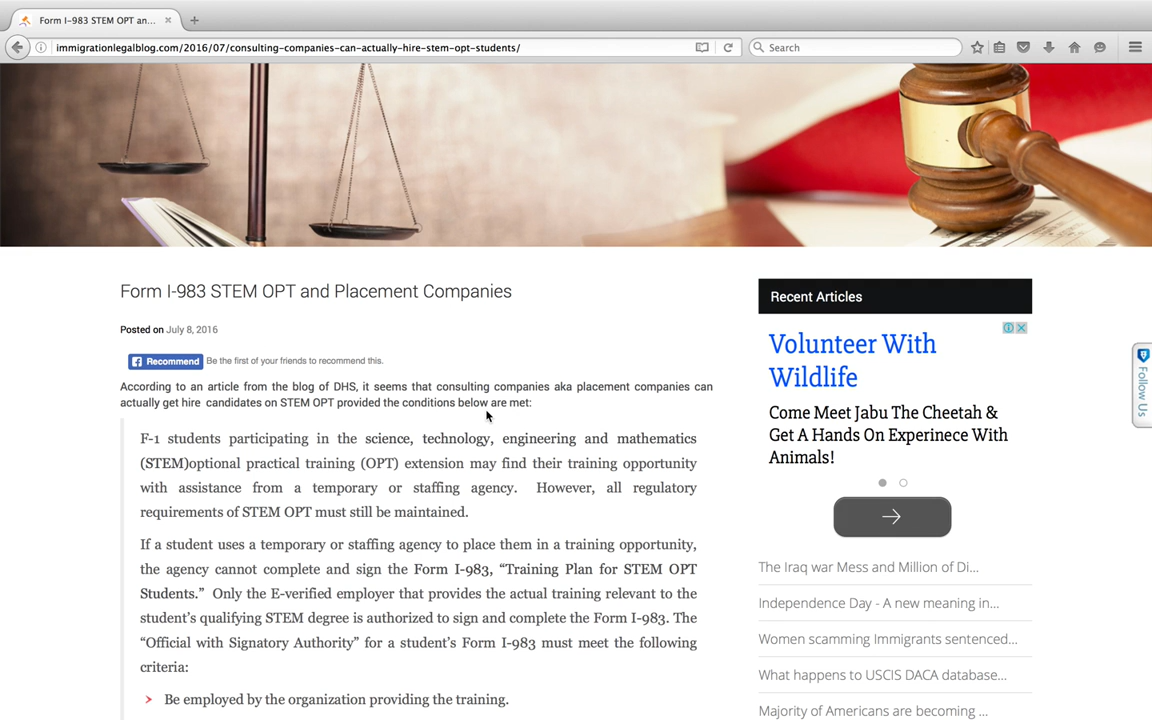 Form I-983 STEM OPT an...
immigrationlegalblog.com/2016/07/consulting-companies-can-actually-hire-stem-opt-students/
Search
Form I-983 STEM OPT and Placement Companies
Posted on July 8, 2016
Recommend Be the first of your friends to recommend this.
According to an article from the blog of DHS, it seems that consulting companies aka placement companies can
actually get hire candidates on STEM OPT provided the conditions below are met:
F-1 students participating in the science, technology, engineering and mathematics
(STEM)optional practical training (OPT) extension may find their training opportunity
with assistance from a temporary or staffing agency. However, all regulatory
requirements of STEM OPT must still be maintained.
If a student uses a temporary or staffing agency to place them in a training opportunity,
the agency cannot complete and sign the Form I-983, “Training Plan for STEM OPT
Students.” Only the E-verified employer that provides the actual training relevant to the
student’s qualifying STEM degree is authorized to sign and complete the Form I-983. The
“Official with Signatory Authority” for a student’s Form I-983 must meet the following
criteria:
Be employed by the organization providing the training.
Recent Articles
Volunteer With
Wildlife
Come Meet Jabu The Cheetah &
Get A Hands On Experinece With
Animals!
The Iraq war Mess and Million of Di...
Independence Day - A new meaning in...
Women scamming Immigrants sentenced...
What happens to USCIS DACA database...
Majority of Americans are becoming ...
Follow Us